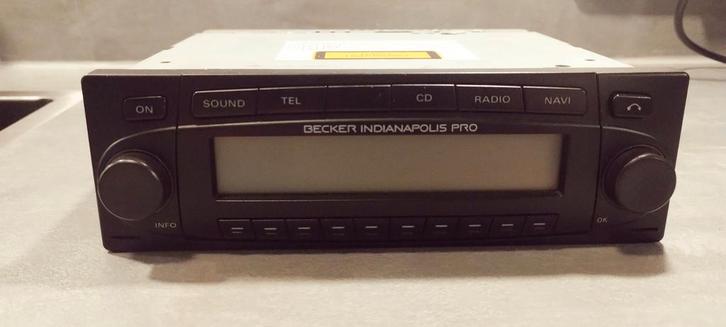 ON SOUND TEL CD RADIO NAVI
BECKER INDIANAPOLIS PRO
INFO OK